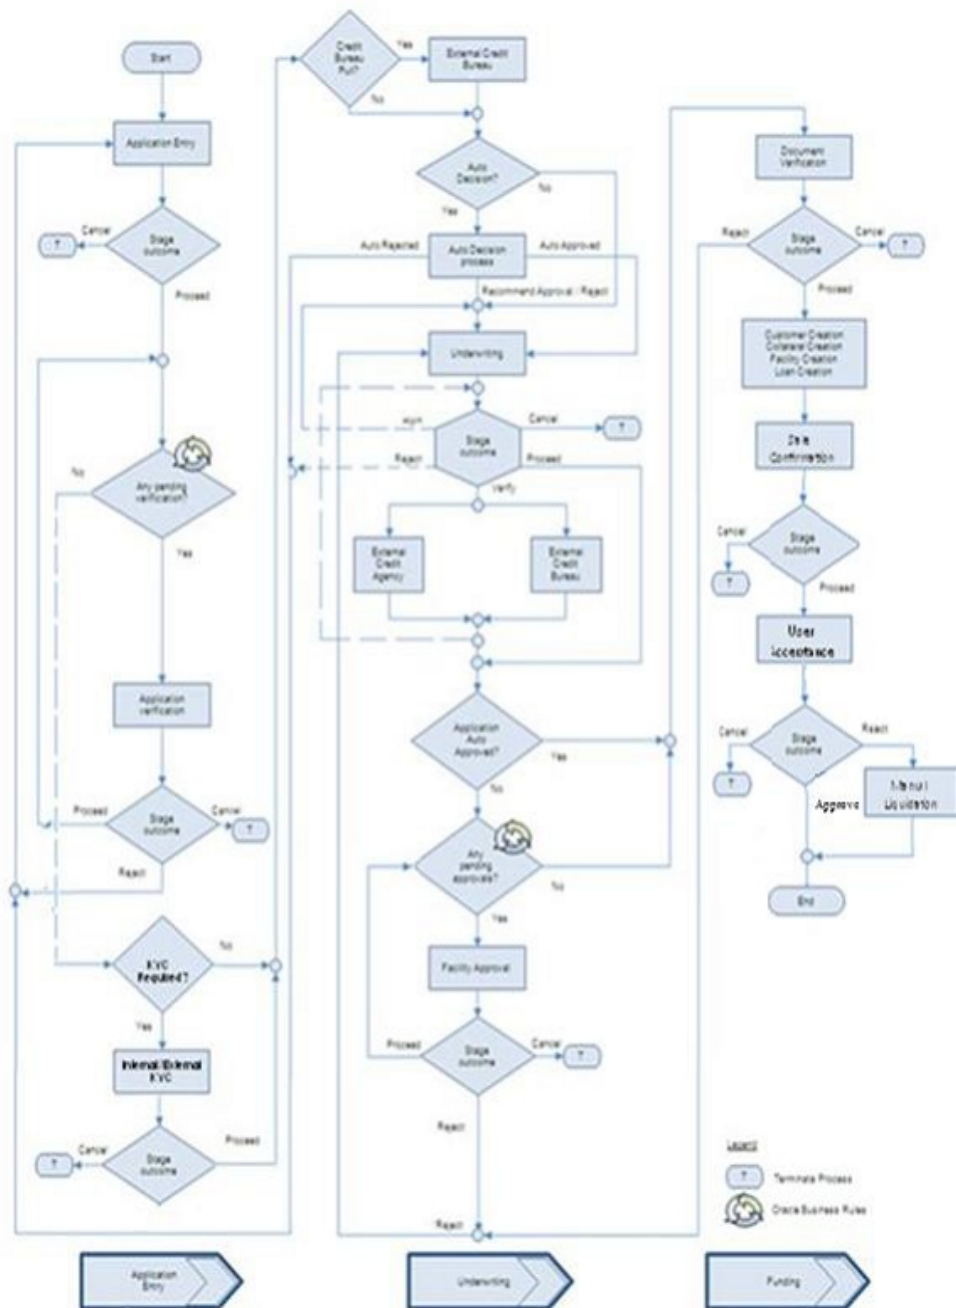 Start
Application Entry
Cancel
T
Stage
outcome
Proceed
No
Any pending
verification?
Yes
Application
verification
Proceed
Stage
outcome
Cancel
T
Reject
KYC
Required?
No
Yes
Internal/External
KYC
Cancel
T
Stage
outcome
Proceed
Application
Entry
Credit
Bureau
Pull?
Yes
External Credit
Bureau
No
Auto
Decision?
No
Yes
Auto Rejected
Auto Decision
process
Auto Approved
Recommend Approval / Reject
Underwriting
Cancel
T
Stage
outcome
Reject
Proceed
Verify
External
Credit
Agency
External
Credit
Bureau
Application
Auto
Approved?
Yes
No
Any
pending
approvals?
No
Yes
Facility Approval
Proceed
Stage
outcome
Cancel
T
Reject
Reject
Underwriting
Document
Verification
Reject
Stage
outcome
Cancel
T
Proceed
Customer Creation
Collateral Creation
Facility Creation
Loan Creation
Confirmation
Cancel
T
Stage
outcome
Proceed
User
Acceptance
Cancel
T
Stage
outcome
Reject
Approve
Manual
Liquidation
End
Legend
T
Terminate Process
Oracle Business Rules
Funding